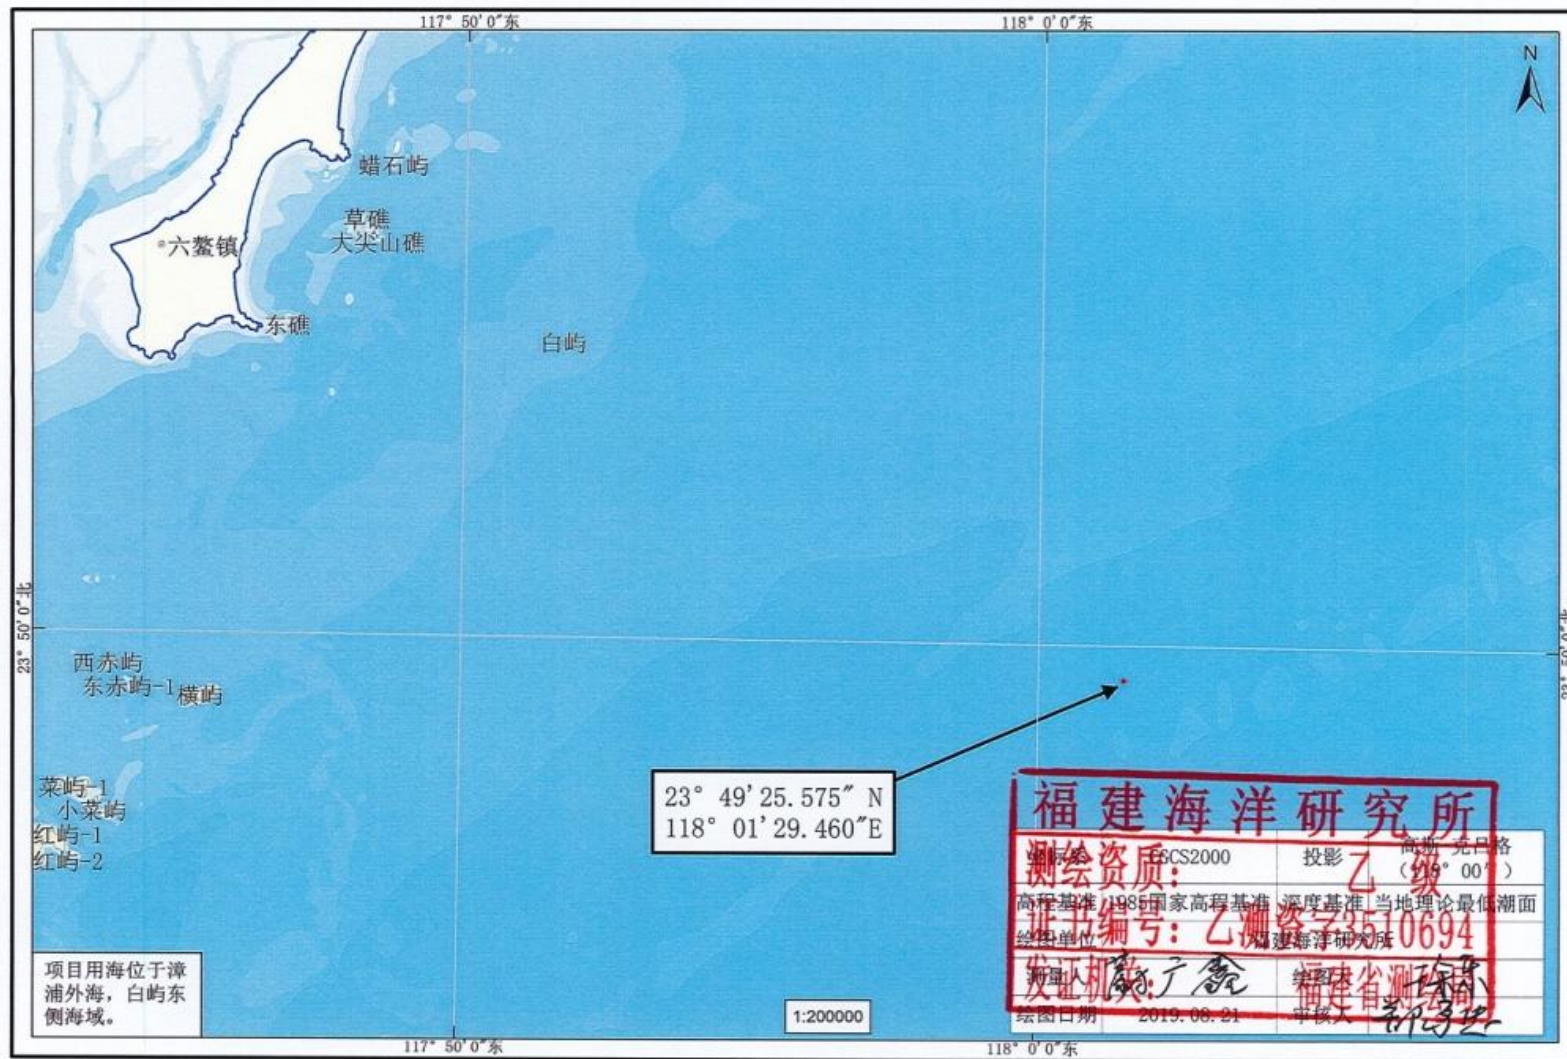 117° 50′0″东
118° 0′0″东
N
蜡石屿
草礁
大尖山礁
六鳌镇
东礁
白屿
23° 50′0″北
23° 50′0″北
西赤屿
东赤屿-1
横屿
菜屿-1
小菜屿
红屿-1
红屿-2
23° 49′25.575″ N
118° 01′29.460″E
福建海洋研究所
测绘资质：乙级
证书编号：乙测资字3510694
发证机关：福建省测绘局
CGCS2000 投影
高程基准 1985国家高程基准 深度基准 当地理论最低潮面
绘图单位 福建海洋研究所
测量人 绘图人
绘图日期 2019.08.21 审核人
项目用海位于漳
浦外海，白屿东
侧海域。
1:200000
117° 50′0″东
118° 0′0″东